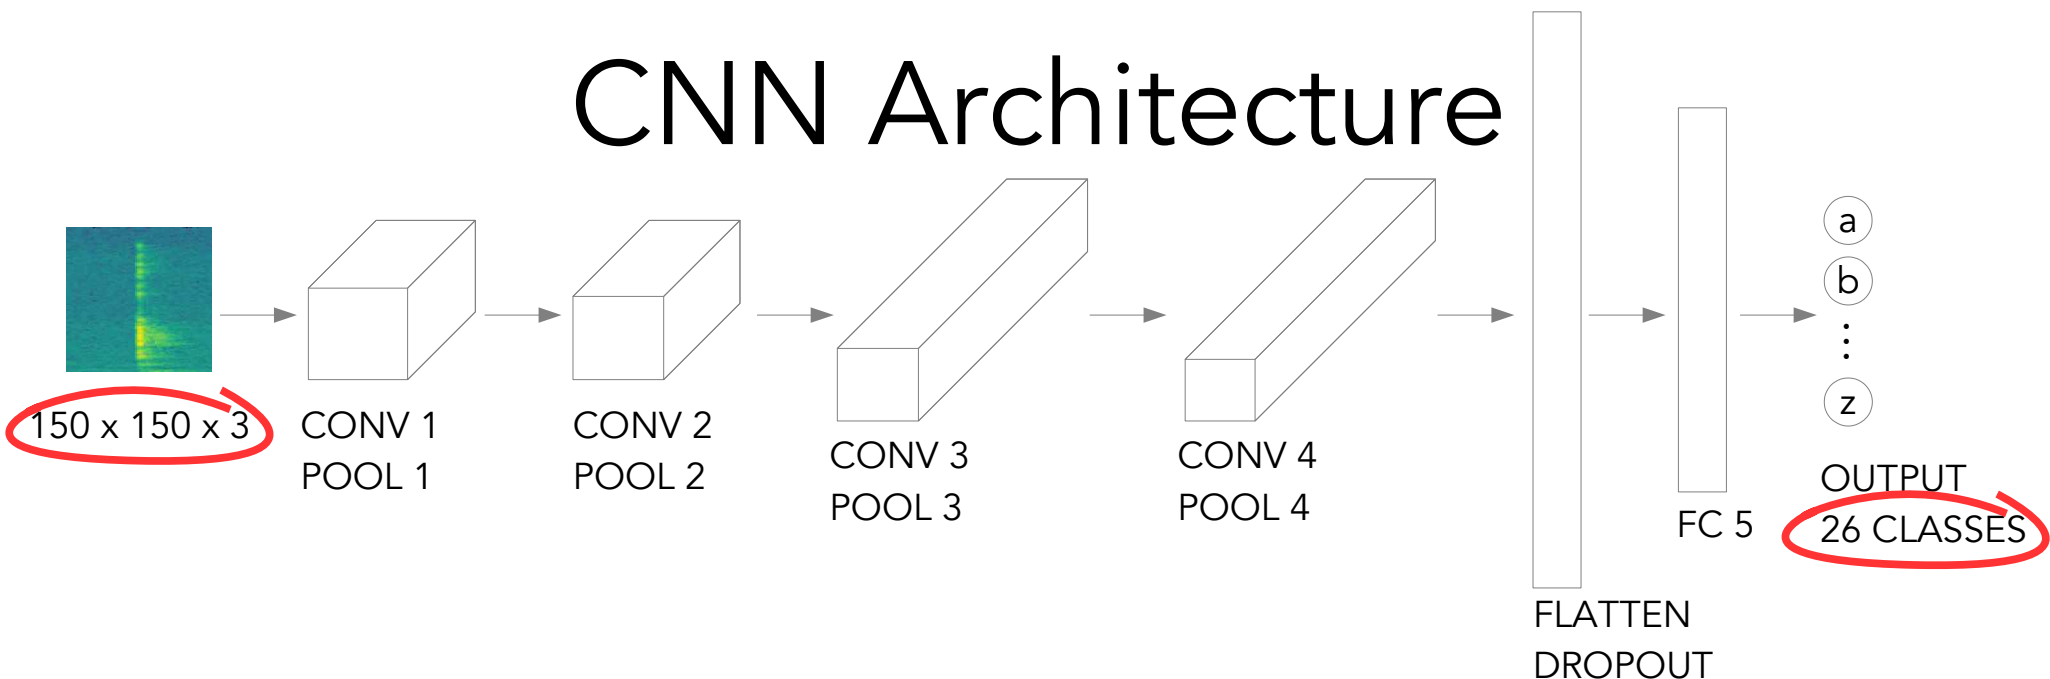 CNN Architecture
150 x 150 x 3
CONV 1
POOL 1
CONV 2
POOL 2
CONV 3
POOL 3
CONV 4
POOL 4
FLATTEN
DROPOUT
FC 5
a
b
z
OUTPUT
26 CLASSES